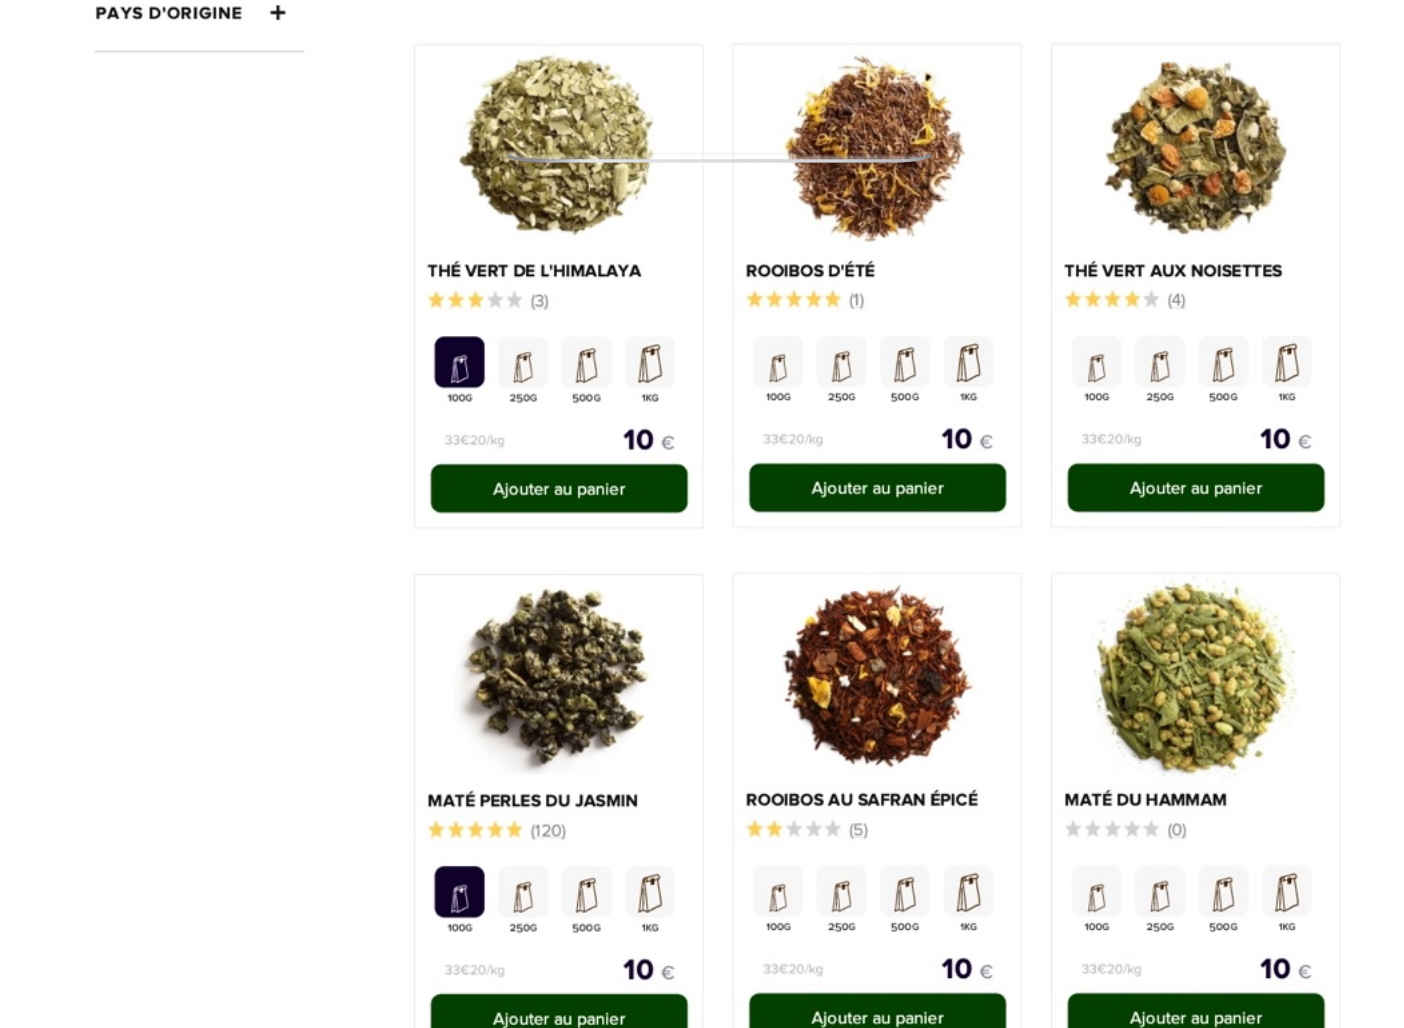 PAYS D'ORIGINE +
THÉ VERT DE L'HIMALAYA
(3)
100G 250G 500G 1KG
33€20/kg 10 €
Ajouter au panier
ROOIBOS D'ÉTÉ
(1)
100G 250G 500G 1KG
33€20/kg 10 €
Ajouter au panier
THÉ VERT AUX NOISETTES
(4)
100G 250G 500G 1KG
33€20/kg 10 €
Ajouter au panier
MATÉ PERLES DU JASMIN
(120)
100G 250G 500G 1KG
33€20/kg 10 €
Ajouter au panier
ROOIBOS AU SAFRAN ÉPICÉ
(5)
100G 250G 500G 1KG
33€20/kg 10 €
Ajouter au panier
MATÉ DU HAMMAM
(0)
100G 250G 500G 1KG
33€20/kg 10 €
Ajouter au panier